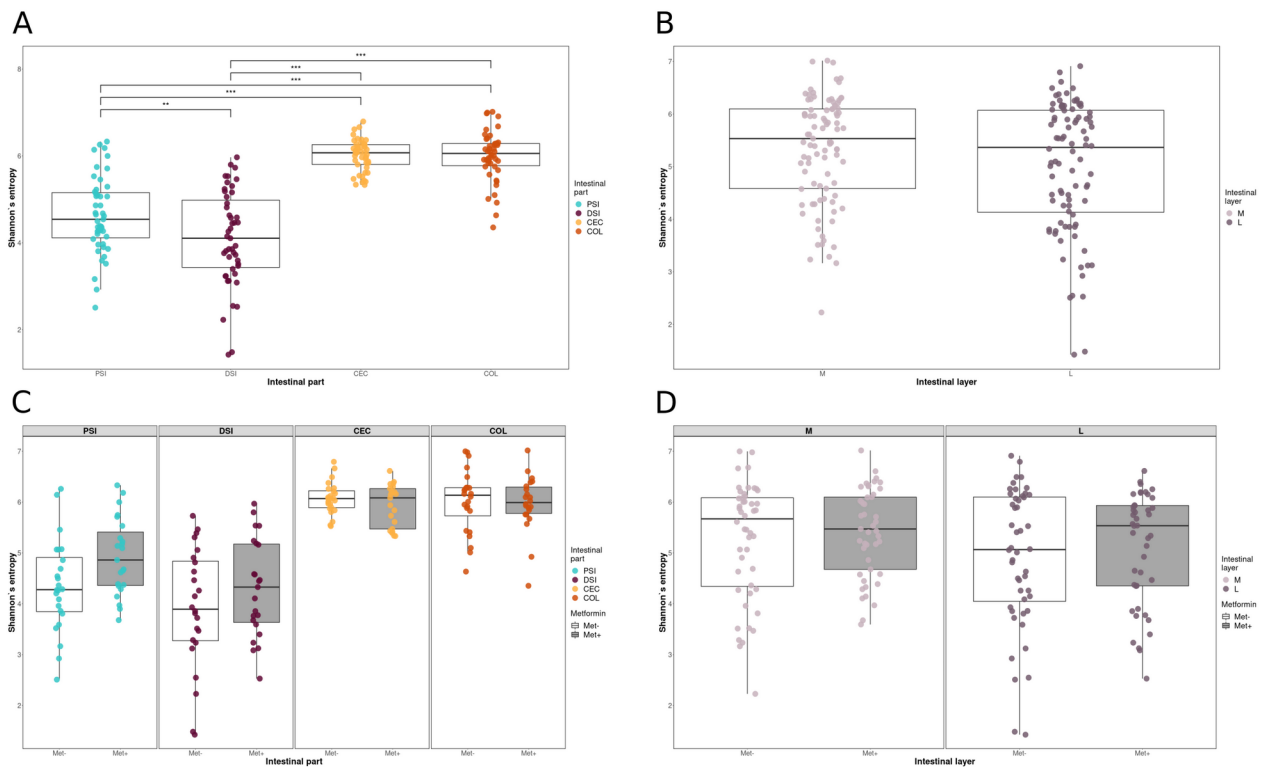 A
8
6
4
2
Shannon´s entropy
***
***
***
***
**
PSI
DSI
CEC
COL
Intestinal part
Intestinal
part
PSI
DSI
CEC
COL
B
7
6
5
4
3
2
Shannon´s entropy
M
L
Intestinal layer
Intestinal
layer
M
L
C
PSI
DSI
CEC
COL
7
6
5
4
3
2
Shannon´s entropy
Met-
Met+
Met-
Met+
Met-
Met+
Met-
Met+
Intestinal part
Intestinal
part
PSI
DSI
CEC
COL
Metformin
Met-
Met+
D
M
L
7
6
5
4
3
2
Shannon´s entropy
Met-
Met+
Met-
Met+
Intestinal layer
Intestinal
layer
M
L
Metformin
Met-
Met+